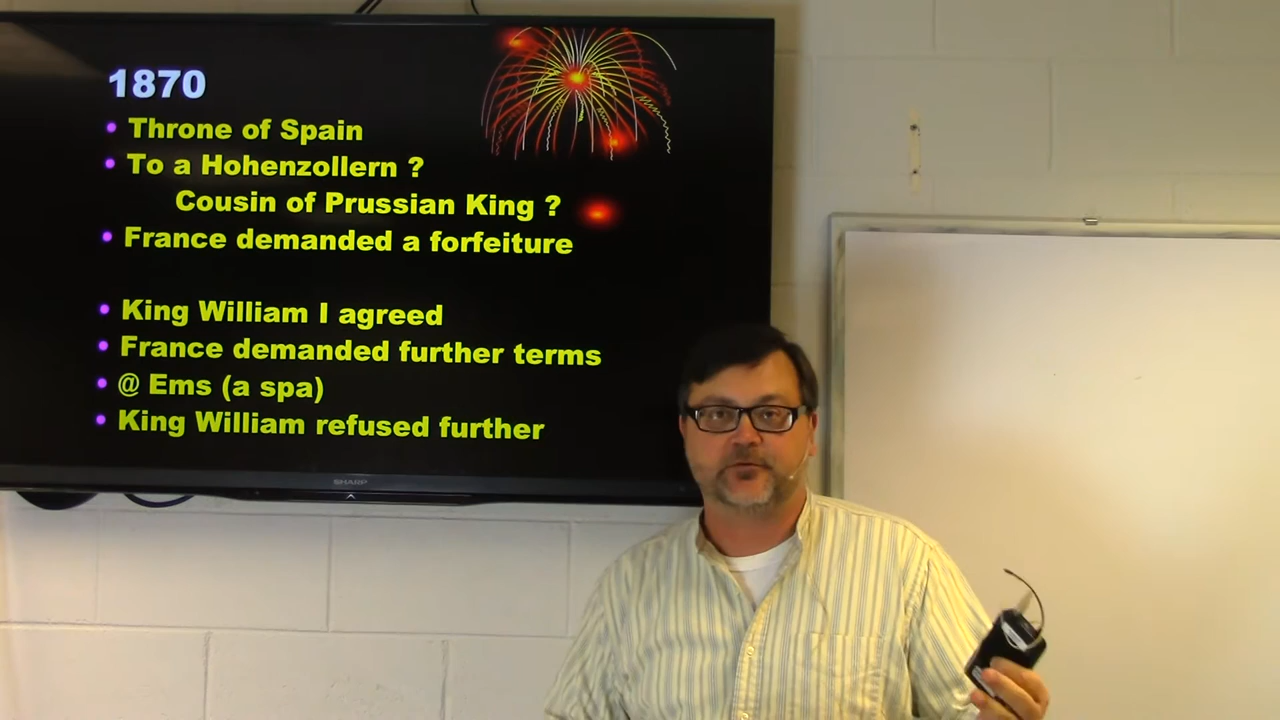 1870
• Throne of Spain
• To a Hohenzollern ?
Cousin of Prussian King ?
• France demanded a forfeiture
• King William I agreed
• France demanded further terms
• @ Ems (a spa)
• King William refused further
SHARP